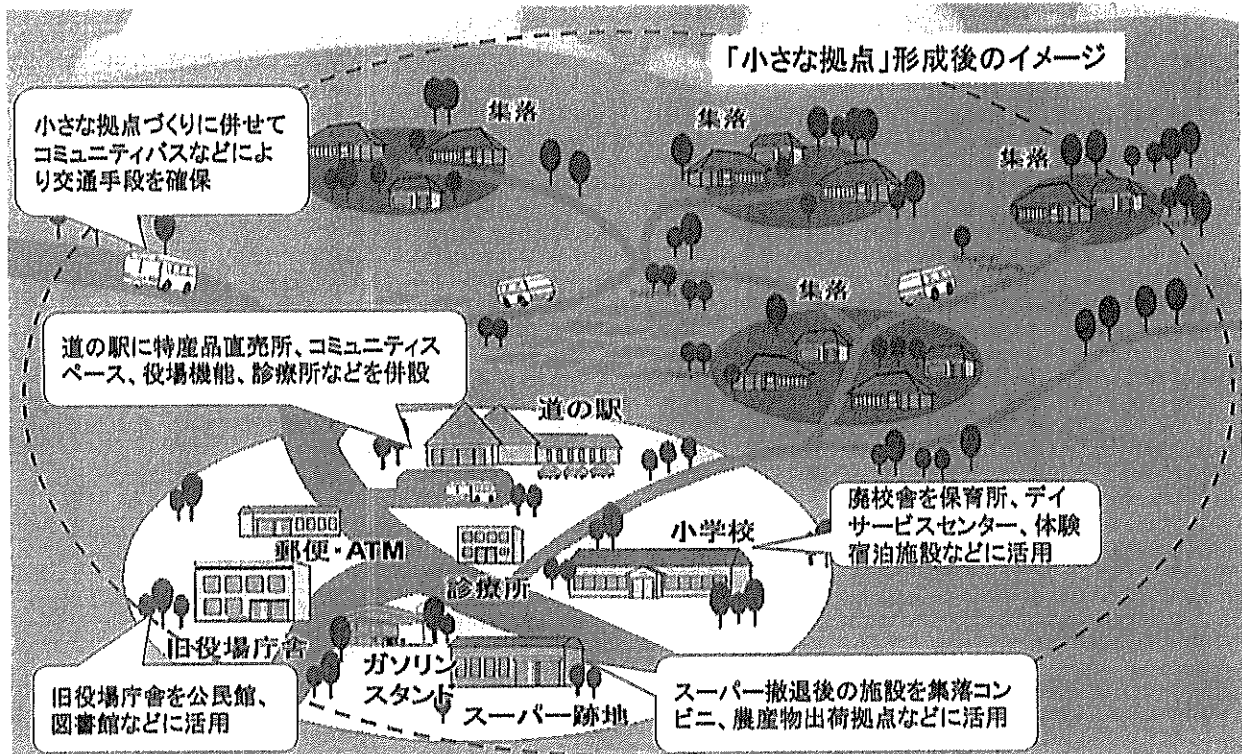 「小さな拠点」形成後のイメージ
小さな拠点づくりに併せて
コミュニティバスなどによ
り交通手段を確保
集落
集落
集落
集落
道の駅に特産品直売所、コミュニティス
ペース、役場機能、診療所などを併設
道の駅
郵便・ATM
診療所
小学校
廃校舎を保育所、デイ
サービスセンター、体験
宿泊施設などに活用
旧役場庁舎
ガソリン
スタンド
スーパー跡地
旧役場庁舎を公民館、
図書館などに活用
スーパー撤退後の施設を集落コン
ビニ、農産物出荷拠点などに活用